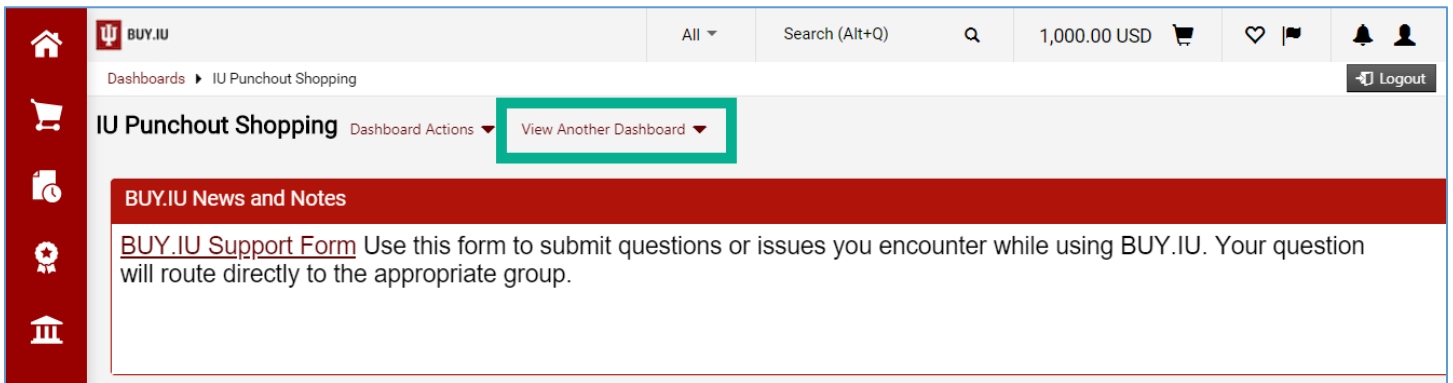 BUY.IU
All
Search (Alt+Q)
1,000.00 USD
Dashboards
IU Punchout Shopping
Logout
IU Punchout Shopping
Dashboard Actions
View Another Dashboard
BUY.IU News and Notes
BUY.IU Support Form Use this form to submit questions or issues you encounter while using BUY.IU. Your question
will route directly to the appropriate group.